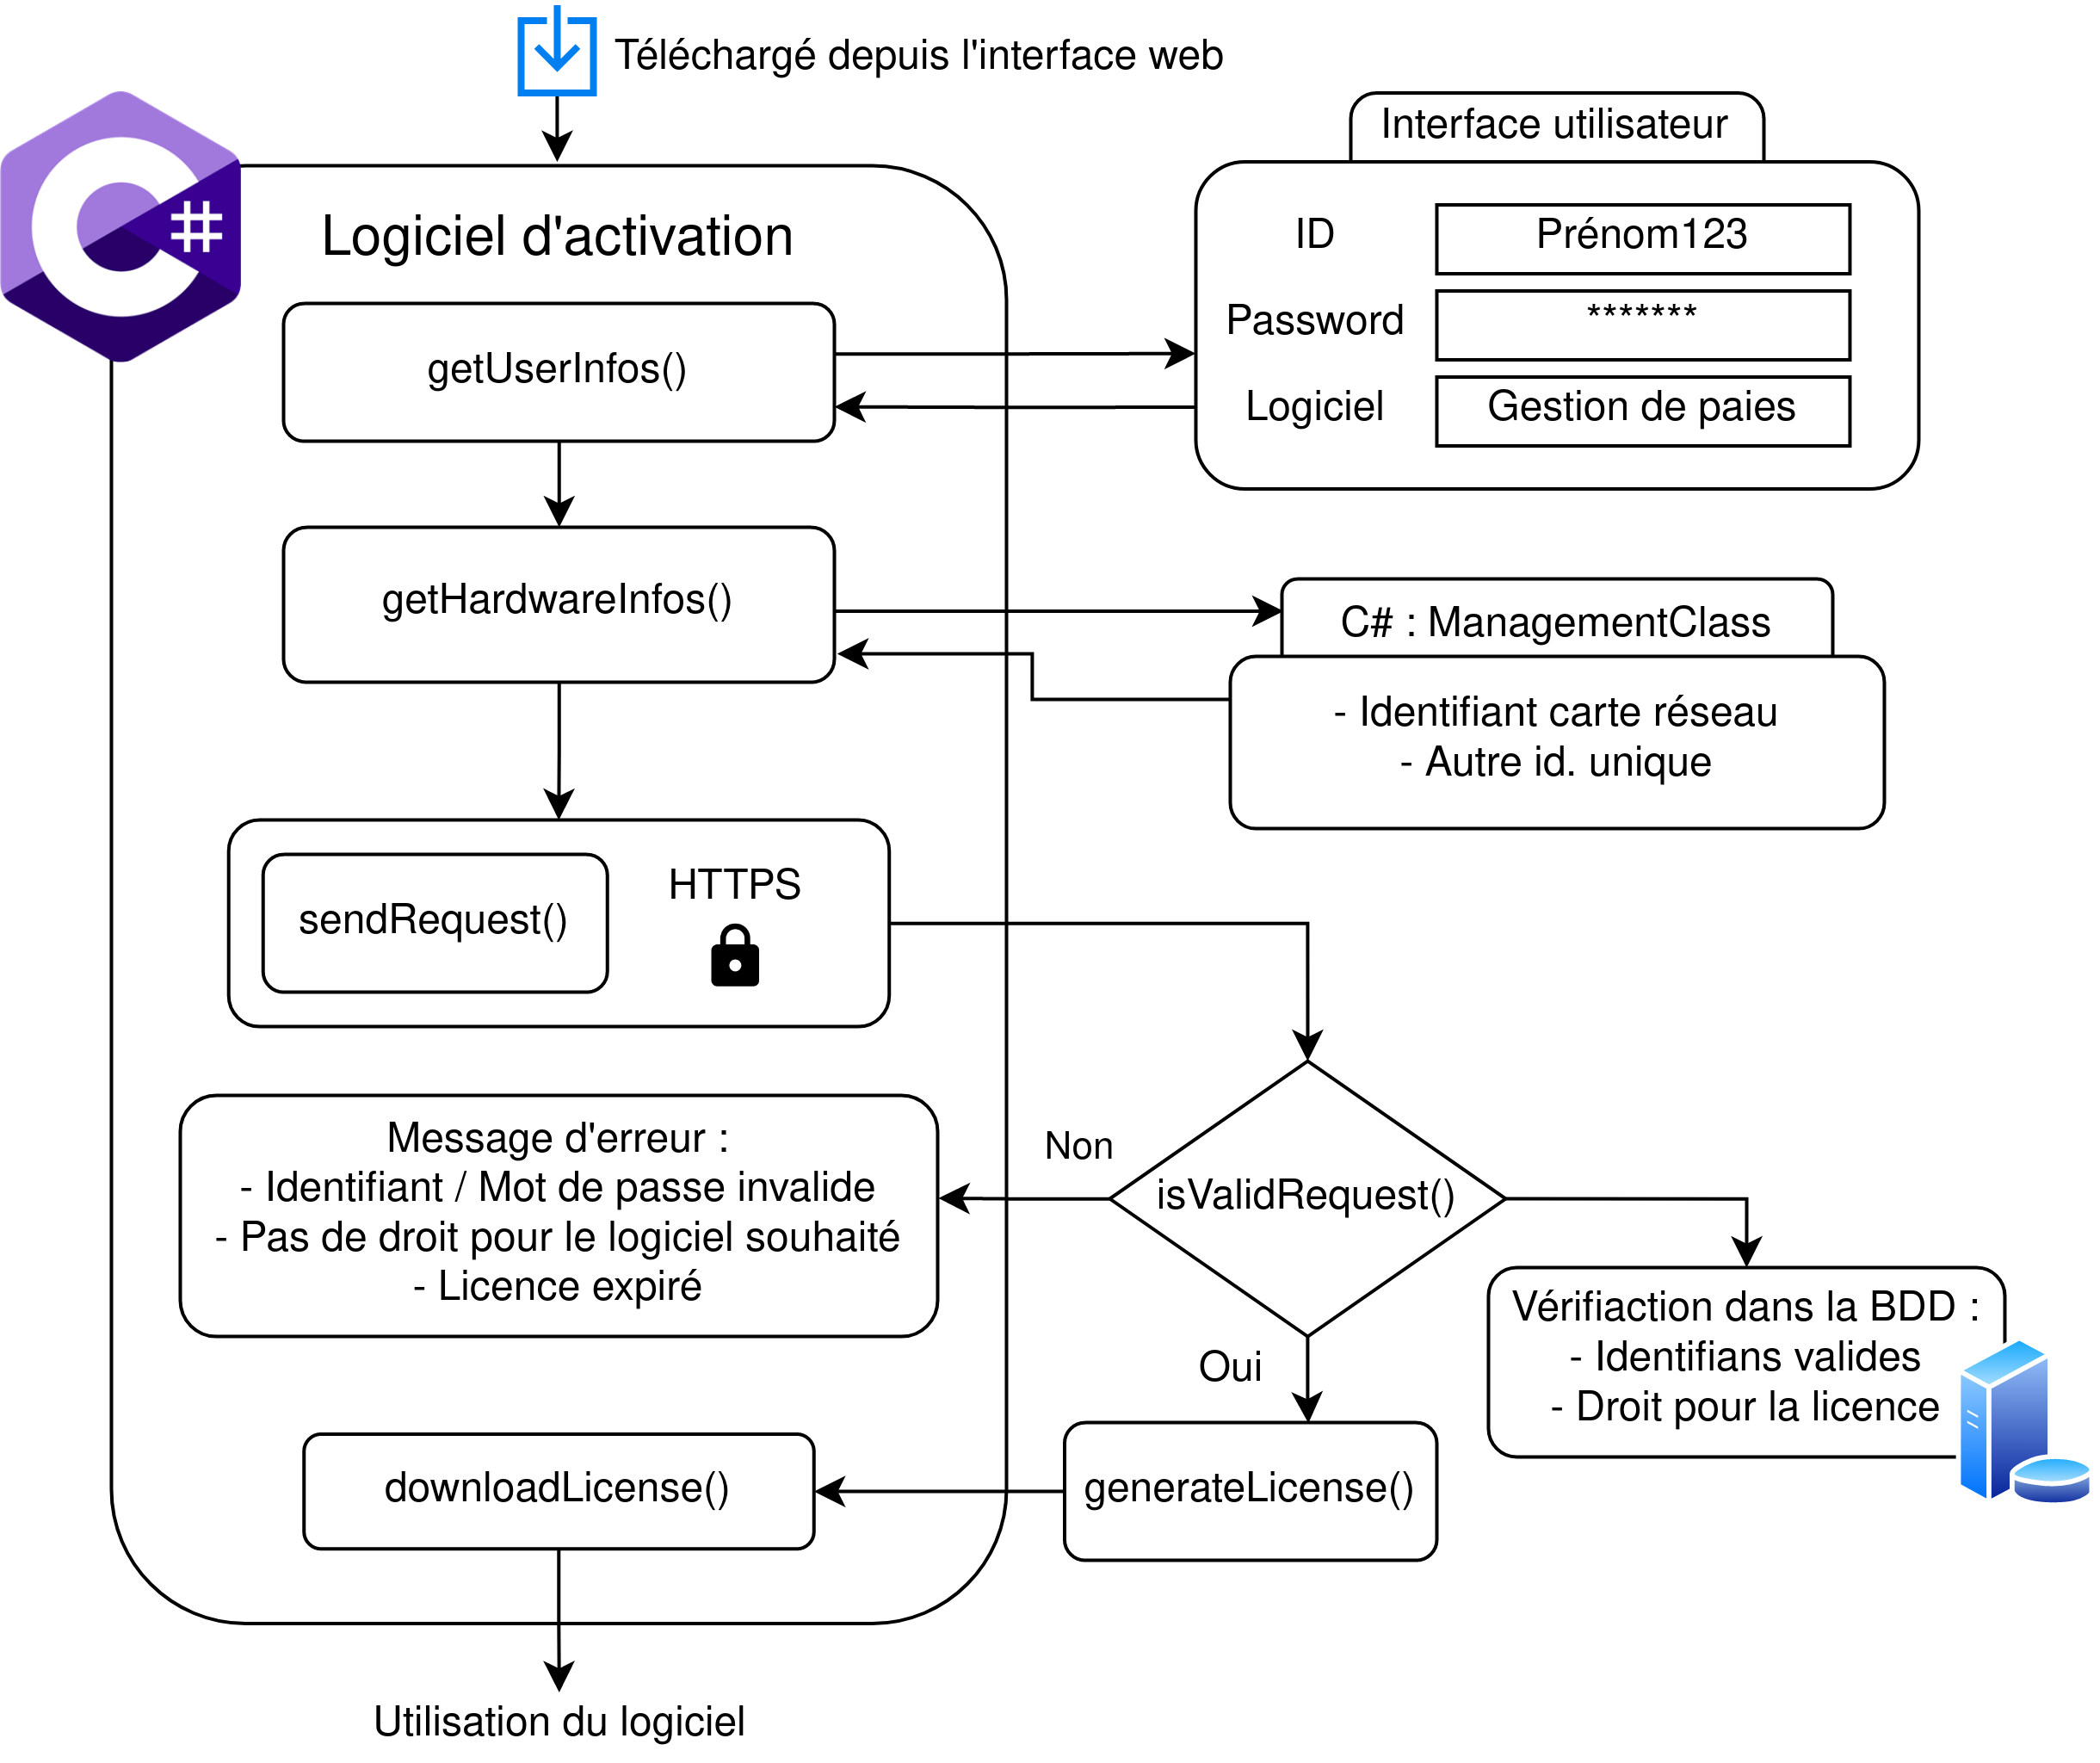 Téléchargé depuis l'interface web
C#
Logiciel d'activation
Interface utilisateur
ID
Prénom123
Password
*******
Logiciel
Gestion de paies
getUserInfos()
getHardwareInfos()
C# : ManagementClass
- Identifiant carte réseau
- Autre id. unique
sendRequest()
HTTPS
isValidRequest()
Non
Message d'erreur :
- Identifiant / Mot de passe invalide
- Pas de droit pour le logiciel souhaité
- Licence expiré
Vérifiaction dans la BDD :
- Identifians valides
- Droit pour la licence
Oui
generateLicense()
downloadLicense()
Utilisation du logiciel